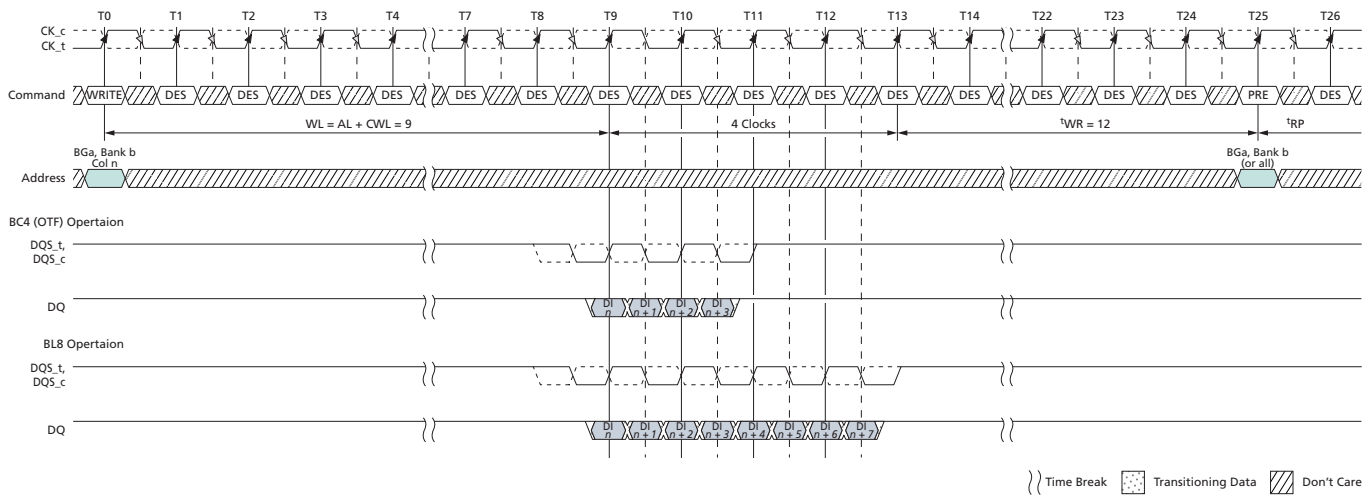 T0 T1 T2 T3 T4 T7 T8 T9 T10 T11 T12 T13 T14 T22 T23 T24 T25 T26
CK_c
CK_t
Command WRITE DES DES DES DES DES DES DES DES DES DES DES DES DES DES DES PRE DES
WL = AL + CWL = 9 4 Clocks tWR = 12 tRP
BGa, Bank b
Col n
BGa, Bank b
(or all)
Address
BC4 (OTF) Opertaion
DQS_t,
DQS_c
DQ
DI n DI n + 1 DI n + 2 DI n + 3
BL8 Opertaion
DQS_t,
DQS_c
DQ
DI n DI n + 1 DI n + 2 DI n + 3 DI n + 4 DI n + 5 DI n + 6 DI n + 7
Time Break Transitioning Data Don't Care